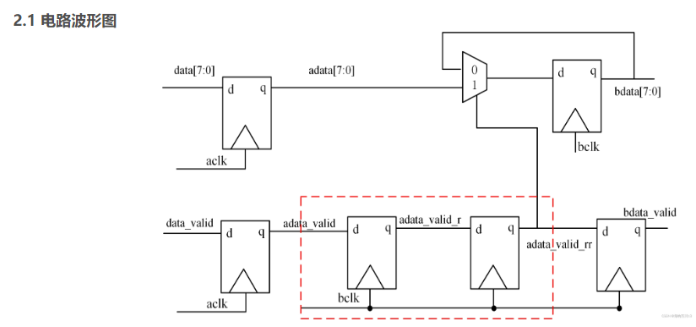 2.1 电路波形图
data[7:0]
adata[7:0]
d q
aclk
0
1
d q
bdata[7:0]
bclk
data_valid
d q
aclk
adata_valid
d q
bclk
adata_valid_r
d q
adata_valid_rr
d q
bdata_valid